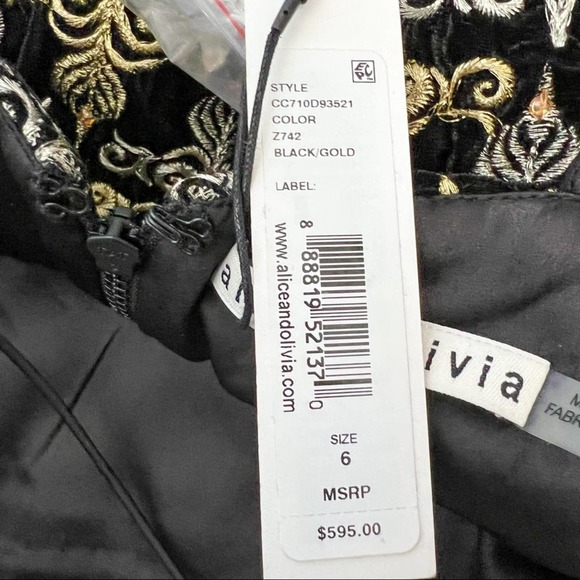 STYLE
CC710D93521
COLOR
Z742
BLACK/GOLD
LABEL:
8 88819 52137 0
www.aliceandolivia.com
SIZE
6
MSRP
$595.00
a
ivia
FABR